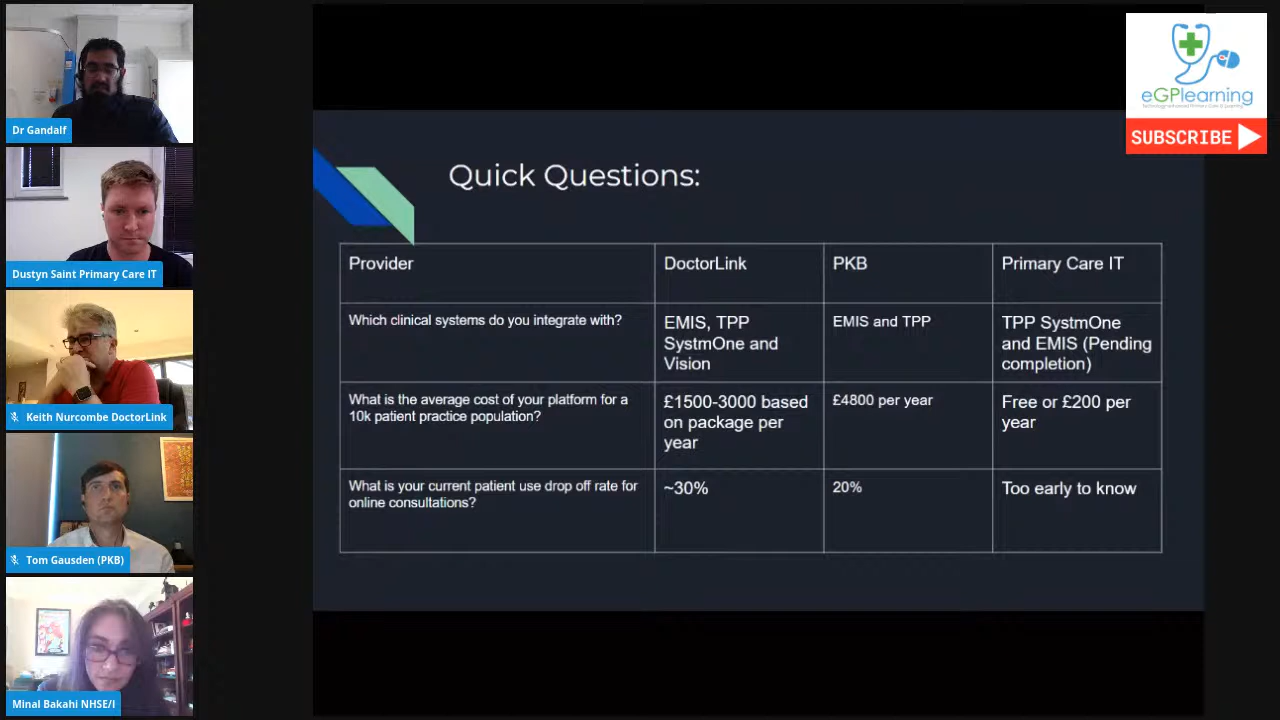 Dr Gandalf
Dustyn Saint Primary Care IT
Keith Nurcombe DoctorLink
Tom Gausden (PKB)
Minal Bakahi NHSE/I
eGPlearning
SUBSCRIBE
Quick Questions:
Provider
DoctorLink
PKB
Primary Care IT
Which clinical systems do you integrate with?
EMIS, TPP
SystmOne and
Vision
EMIS and TPP
TPP SystmOne
and EMIS (Pending
completion)
What is the average cost of your platform for a
10k patient practice population?
£1500-3000 based
on package per
year
£4800 per year
Free or £200 per
year
What is your current patient use drop off rate for
online consultations?
~30%
20%
Too early to know